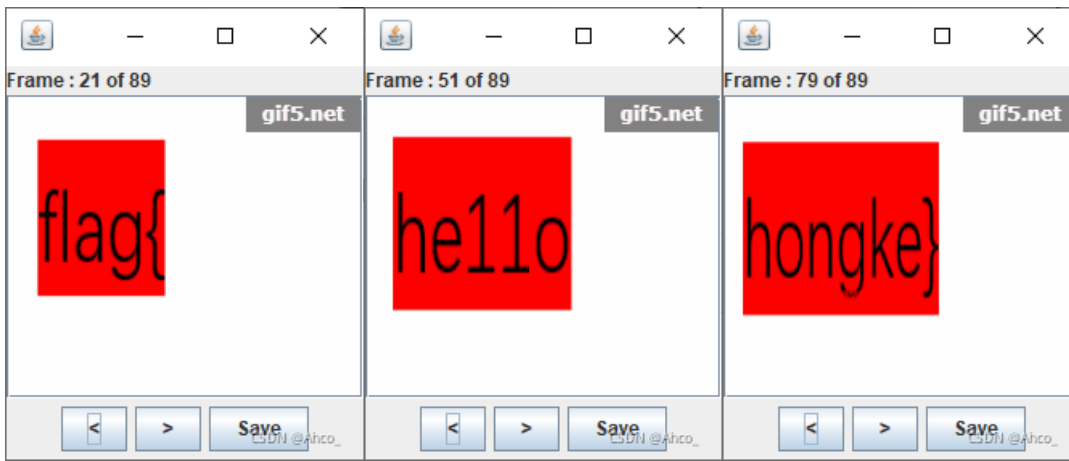 Frame : 21 of 89
gif5.net
flag{
< > Save
CSDN @Ahco_
Frame : 51 of 89
gif5.net
he11o
< > Save
CSDN @Ahco_
Frame : 79 of 89
gif5.net
hongke}
< > Save
CSDN @Ahco_